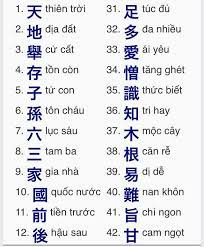 1. 天 thiên trời
2. 地 địa đất
3. 舉 cử cất
4. 存 tồn còn
5. 子 tử con
6. 孫 tôn cháu
7. 六 lục sáu
8. 三 tam ba
9. 家 gia nhà
10. 國 quốc nước
11. 前 tiền trước
12. 後 hậu sau
31. 足 túc đủ
32. 多 đa nhiều
33. 愛 ái yêu
34. 憎 tăng ghét
35. 識 thức biết
36. 知 tri hay
37. 木 mộc cây
38. 根 căn rễ
39. 易 dị dễ
40. 難 nan khôn
41. 旨 chỉ ngon
42. 甘 cam ngọt